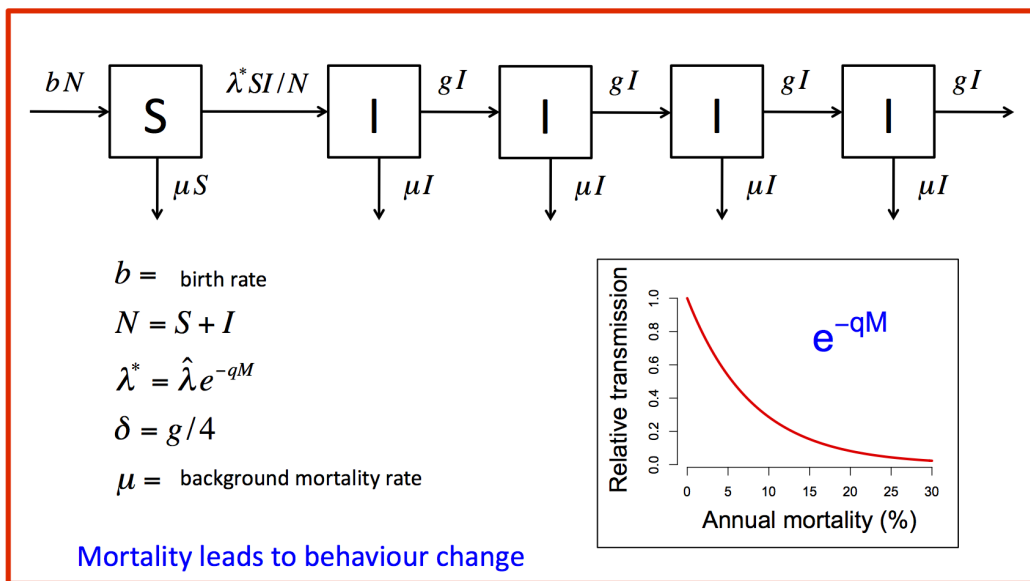 bN
λ*SI/N
gI
gI
gI
gI
S
I
I
I
I
μS
μI
μI
μI
μI
b = birth rate
N = S + I
λ* = λ̂e^{-qM}
δ = g/4
μ = background mortality rate
Relative transmission
1.0
0.8
0.6
0.4
0.2
0.0
e^{-qM}
0 5 10 15 20 25 30
Annual mortality (%)
Mortality leads to behaviour change